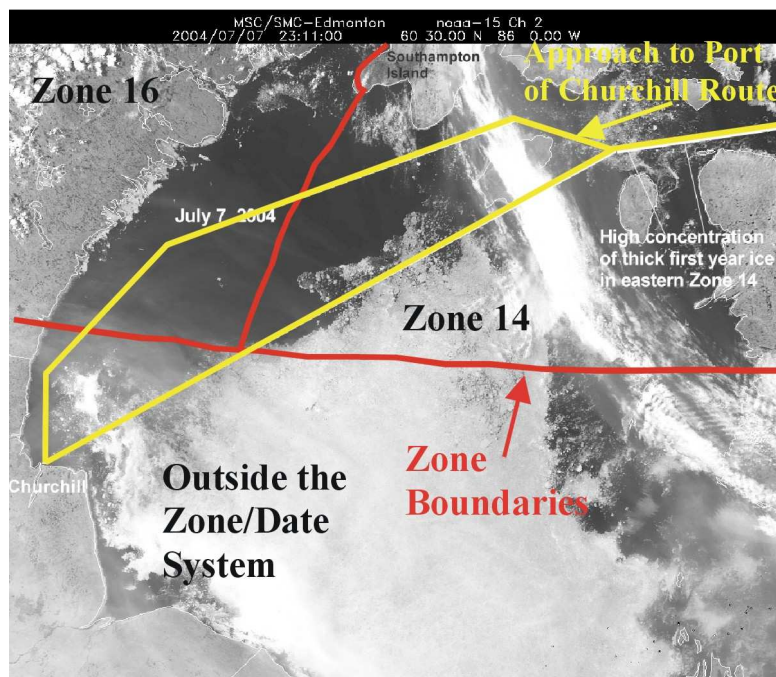 MSC/SMC-Edmonton noaa-15 Ch 2
2004/07/07 23:11:00 60 30.00 N 86 0.00 W
Southampton
Island
Approach to Port
of Churchill Route
Zone 16
July 7, 2004
High concentration
of thick first year ice
in eastern Zone 14
Zone 14
Zone
Boundaries
Outside the
Zone/Date
System
Churchill